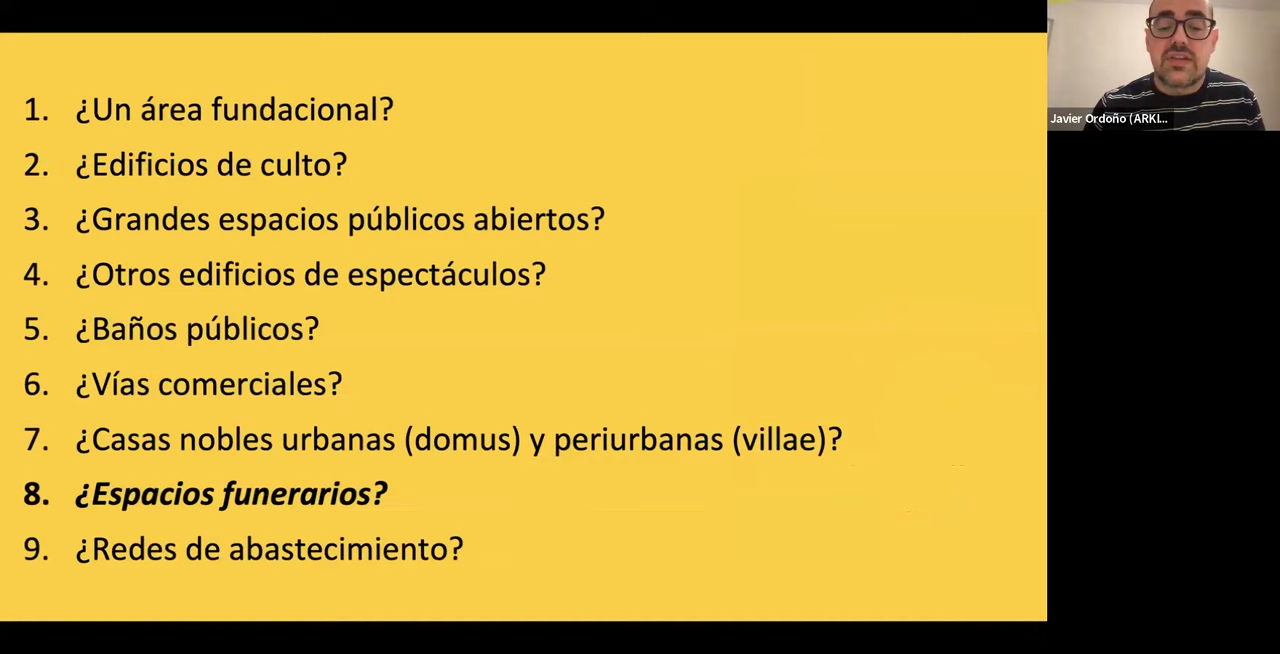 1. ¿Un área fundacional?
2. ¿Edificios de culto?
3. ¿Grandes espacios públicos abiertos?
4. ¿Otros edificios de espectáculos?
5. ¿Baños públicos?
6. ¿Vías comerciales?
7. ¿Casas nobles urbanas (domus) y periurbanas (villae)?
8. ¿Espacios funerarios?
9. ¿Redes de abastecimiento?
Javier Ordoño (ARKI...